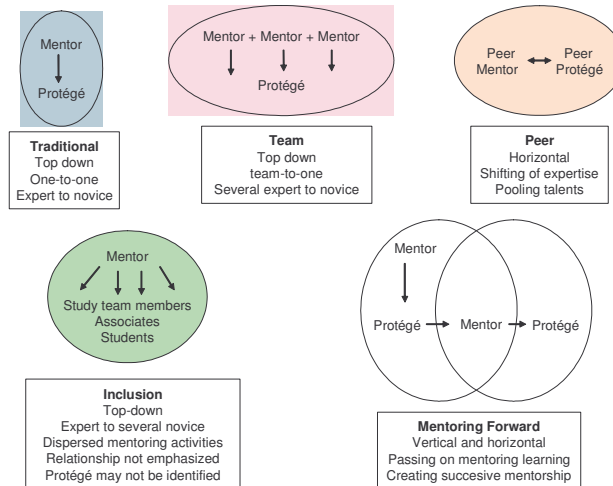 Mentor
Protégé
Traditional
Top down
One-to-one
Expert to novice
Mentor + Mentor + Mentor
Protégé
Team
Top down
team-to-one
Several expert to novice
Peer Mentor
Peer Protégé
Peer
Horizontal
Shifting of expertise
Pooling talents
Mentor
Study team members
Associates
Students
Inclusion
Top-down
Expert to several novice
Dispersed mentoring activities
Relationship not emphasized
Protégé may not be identified
Mentor
Protégé Mentor Protégé
Mentoring Forward
Vertical and horizontal
Passing on mentoring learning
Creating succesive mentorship